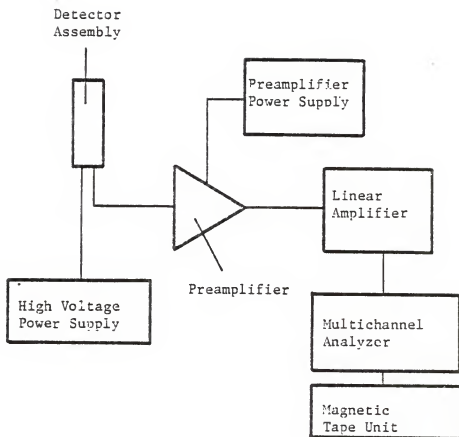 Detector
Assembly
Preamplifier
Power Supply
Linear
Amplifier
Preamplifier
High Voltage
Power Supply
Multichannel
Analyzer
Magnetic
Tape Unit